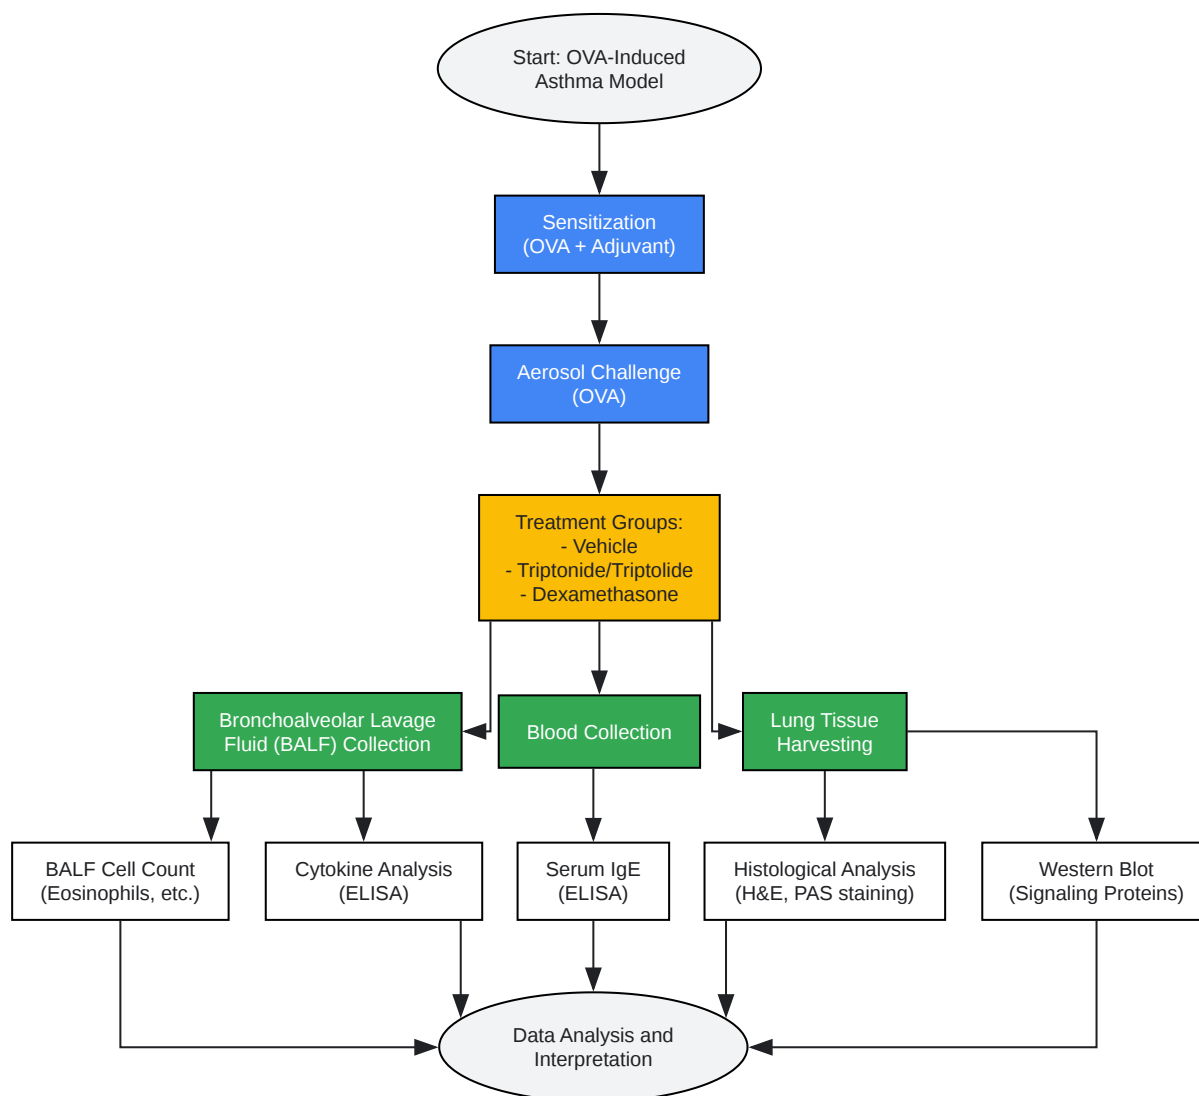 Start: OVA-Induced
Asthma Model
Sensitization
(OVA + Adjuvant)
Aerosol Challenge
(OVA)
Treatment Groups:
- Vehicle
- Triptonide/Triptolide
- Dexamethasone
Bronchoalveolar Lavage
Fluid (BALF) Collection
Blood Collection
Lung Tissue
Harvesting
BALF Cell Count
(Eosinophils, etc.)
Cytokine Analysis
(ELISA)
Serum IgE
(ELISA)
Histological Analysis
(H&E, PAS staining)
Western Blot
(Signaling Proteins)
Data Analysis and
Interpretation